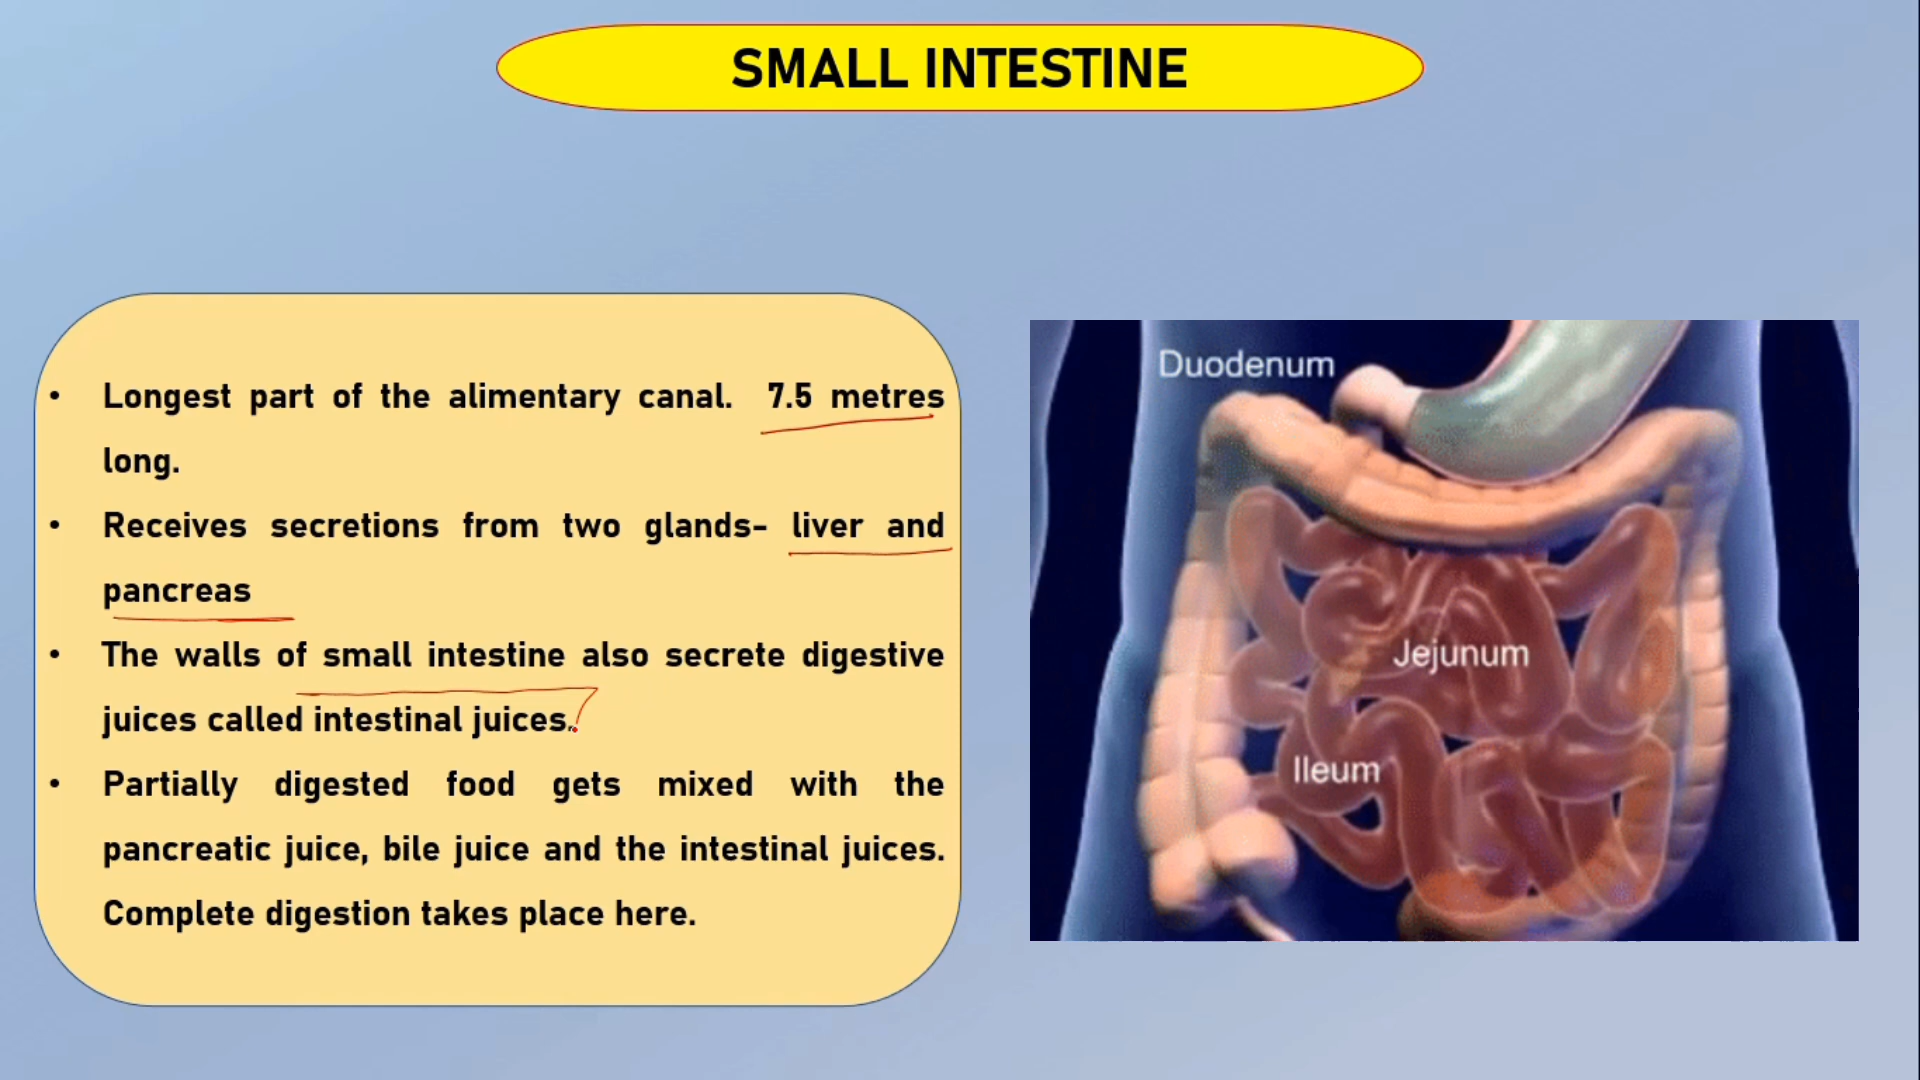 SMALL INTESTINE
• Longest part of the alimentary canal. 7.5 metres
long.
• Receives secretions from two glands- liver and
pancreas
• The walls of small intestine also secrete digestive
juices called intestinal juices.
• Partially digested food gets mixed with the
pancreatic juice, bile juice and the intestinal juices.
Complete digestion takes place here.
Duodenum
Jejunum
Ileum